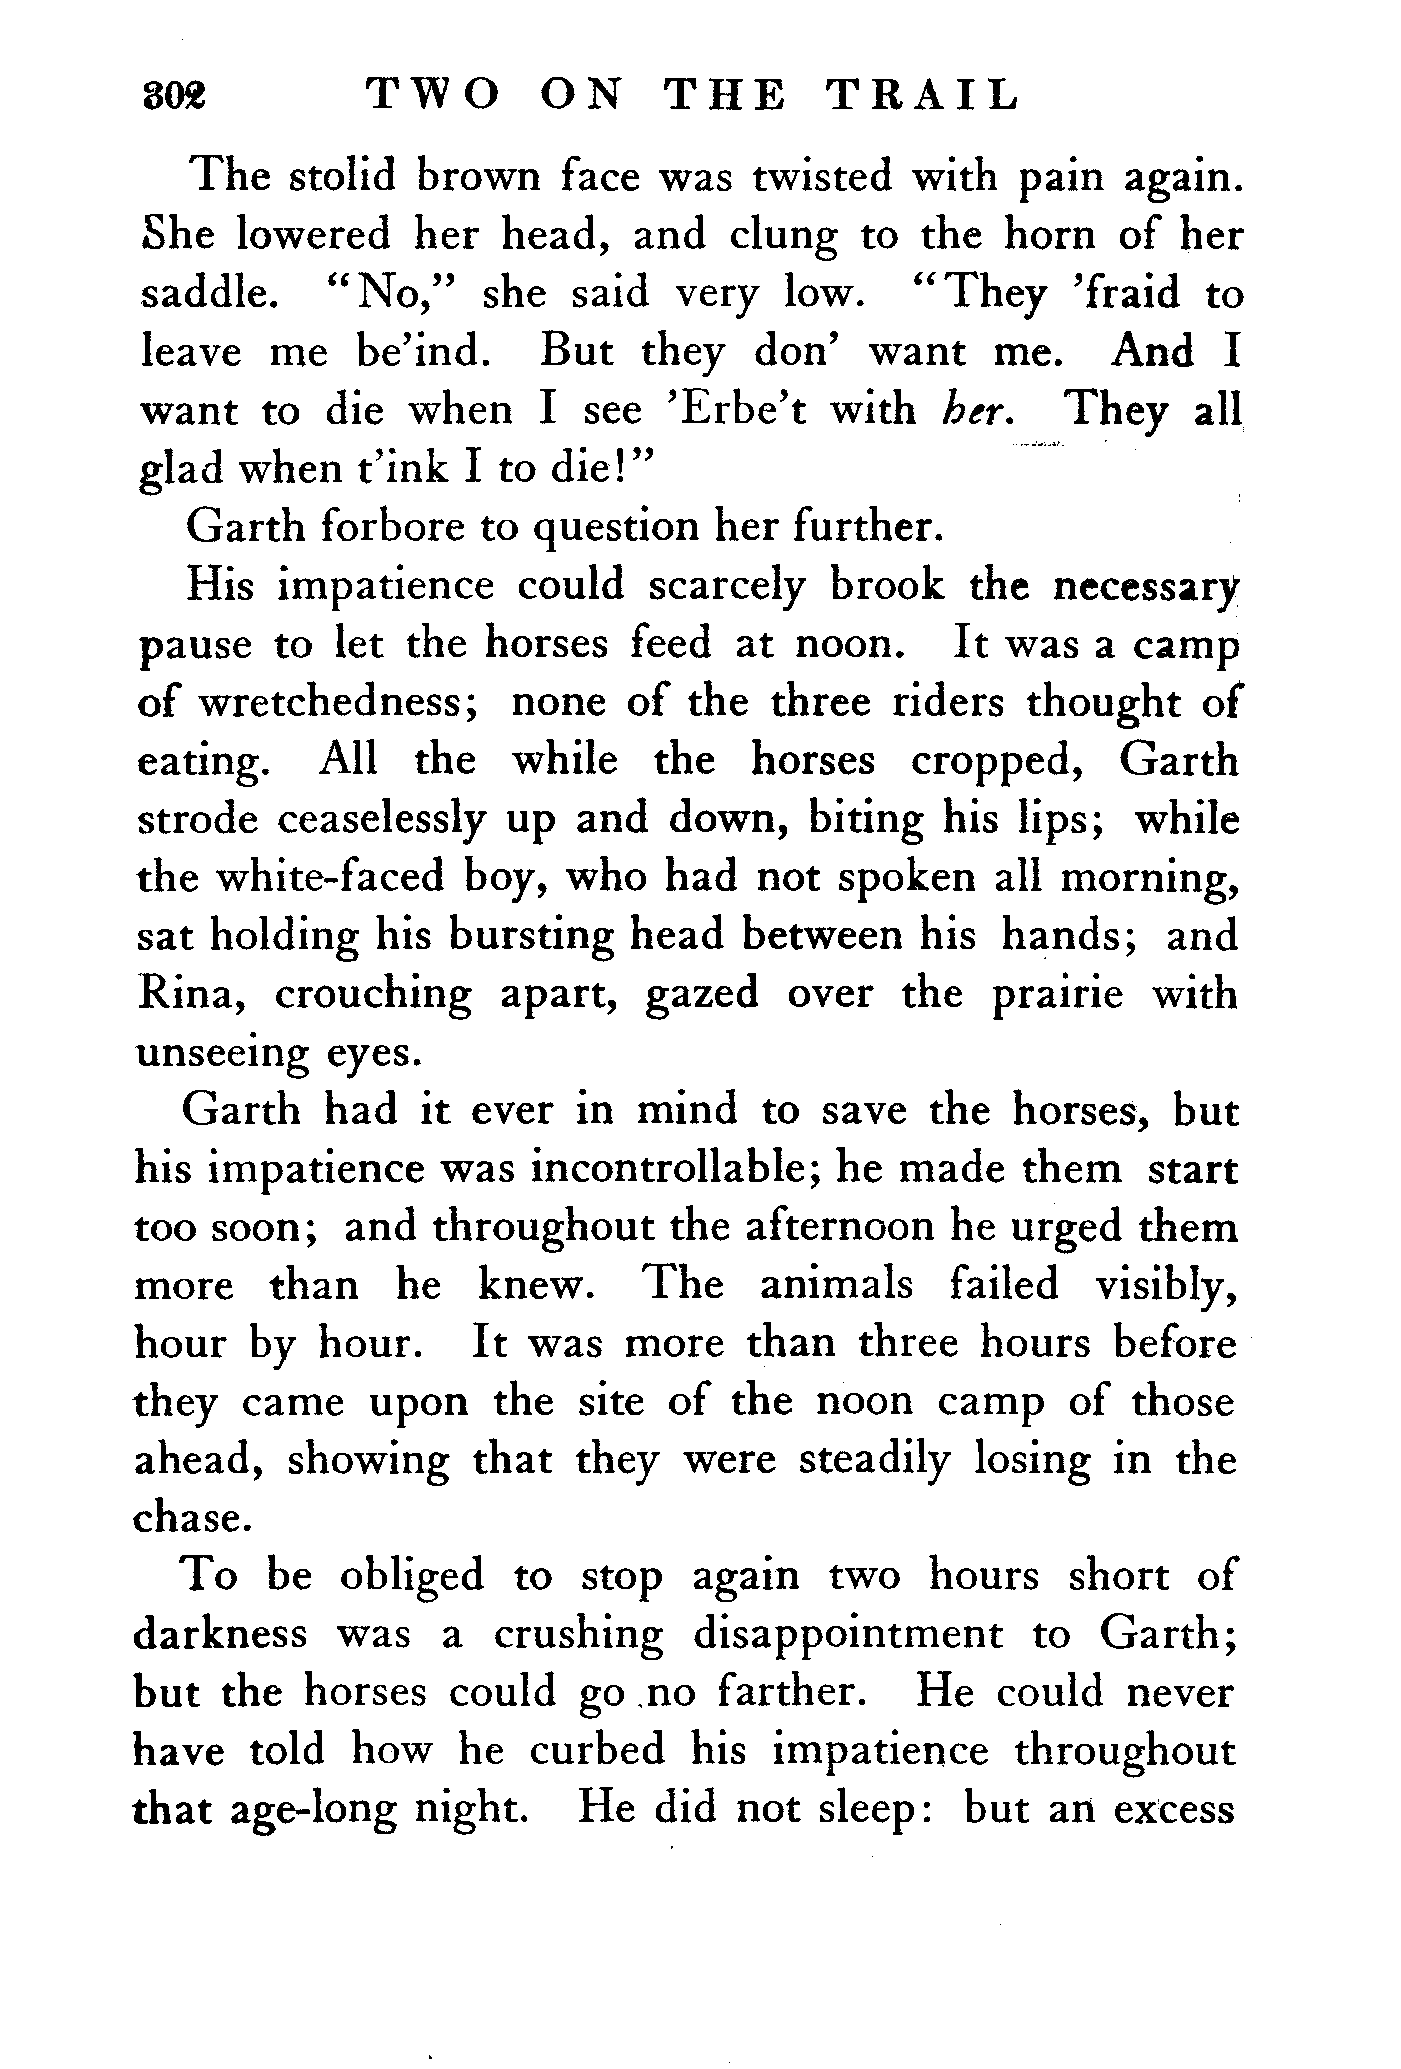 302 TWO ON THE TRAIL
The stolid brown face was twisted with pain again.
She lowered her head, and clung to the horn of her
saddle. “No,” she said very low. “They ’fraid to
leave me be’ind. But they don’ want me. And I
want to die when I see ’Erbe’t with her. They all
glad when t’ink I to die!”
Garth forbore to question her further.
His impatience could scarcely brook the necessary
pause to let the horses feed at noon. It was a camp
of wretchedness; none of the three riders thought of
eating. All the while the horses cropped, Garth
strode ceaselessly up and down, biting his lips; while
the white-faced boy, who had not spoken all morning,
sat holding his bursting head between his hands; and
Rina, crouching apart, gazed over the prairie with
unseeing eyes.
Garth had it ever in mind to save the horses, but
his impatience was incontrollable; he made them start
too soon; and throughout the afternoon he urged them
more than he knew. The animals failed visibly,
hour by hour. It was more than three hours before
they came upon the site of the noon camp of those
ahead, showing that they were steadily losing in the
chase.
To be obliged to stop again two hours short of
darkness was a crushing disappointment to Garth;
but the horses could go no farther. He could never
have told how he curbed his impatience throughout
that age-long night. He did not sleep: but an excess